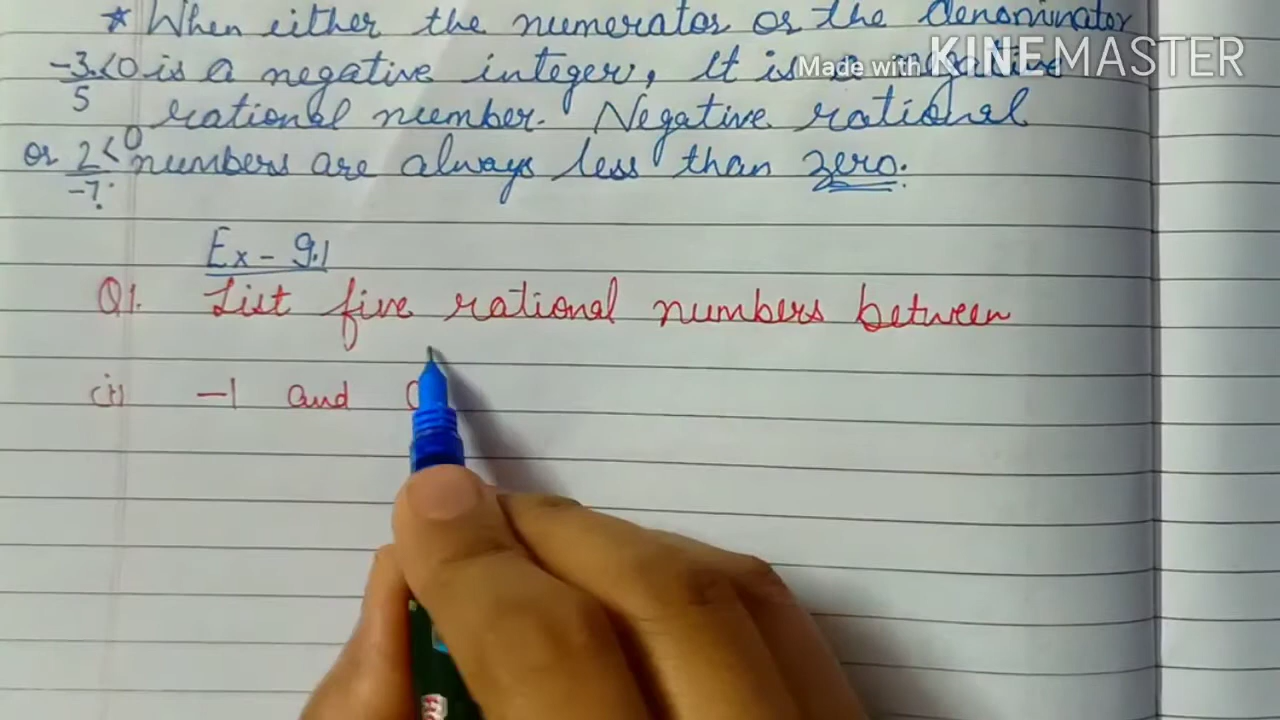 * When either the numerator or the denominator
-3/5 <0 is a negative integer, It is a negative
rational number. Negative rational
or 2/-7 <0 numbers are always less than zero.
Made with KINEMASTER
Ex - 9.1
Q1. List five rational numbers between
(i) -1 and